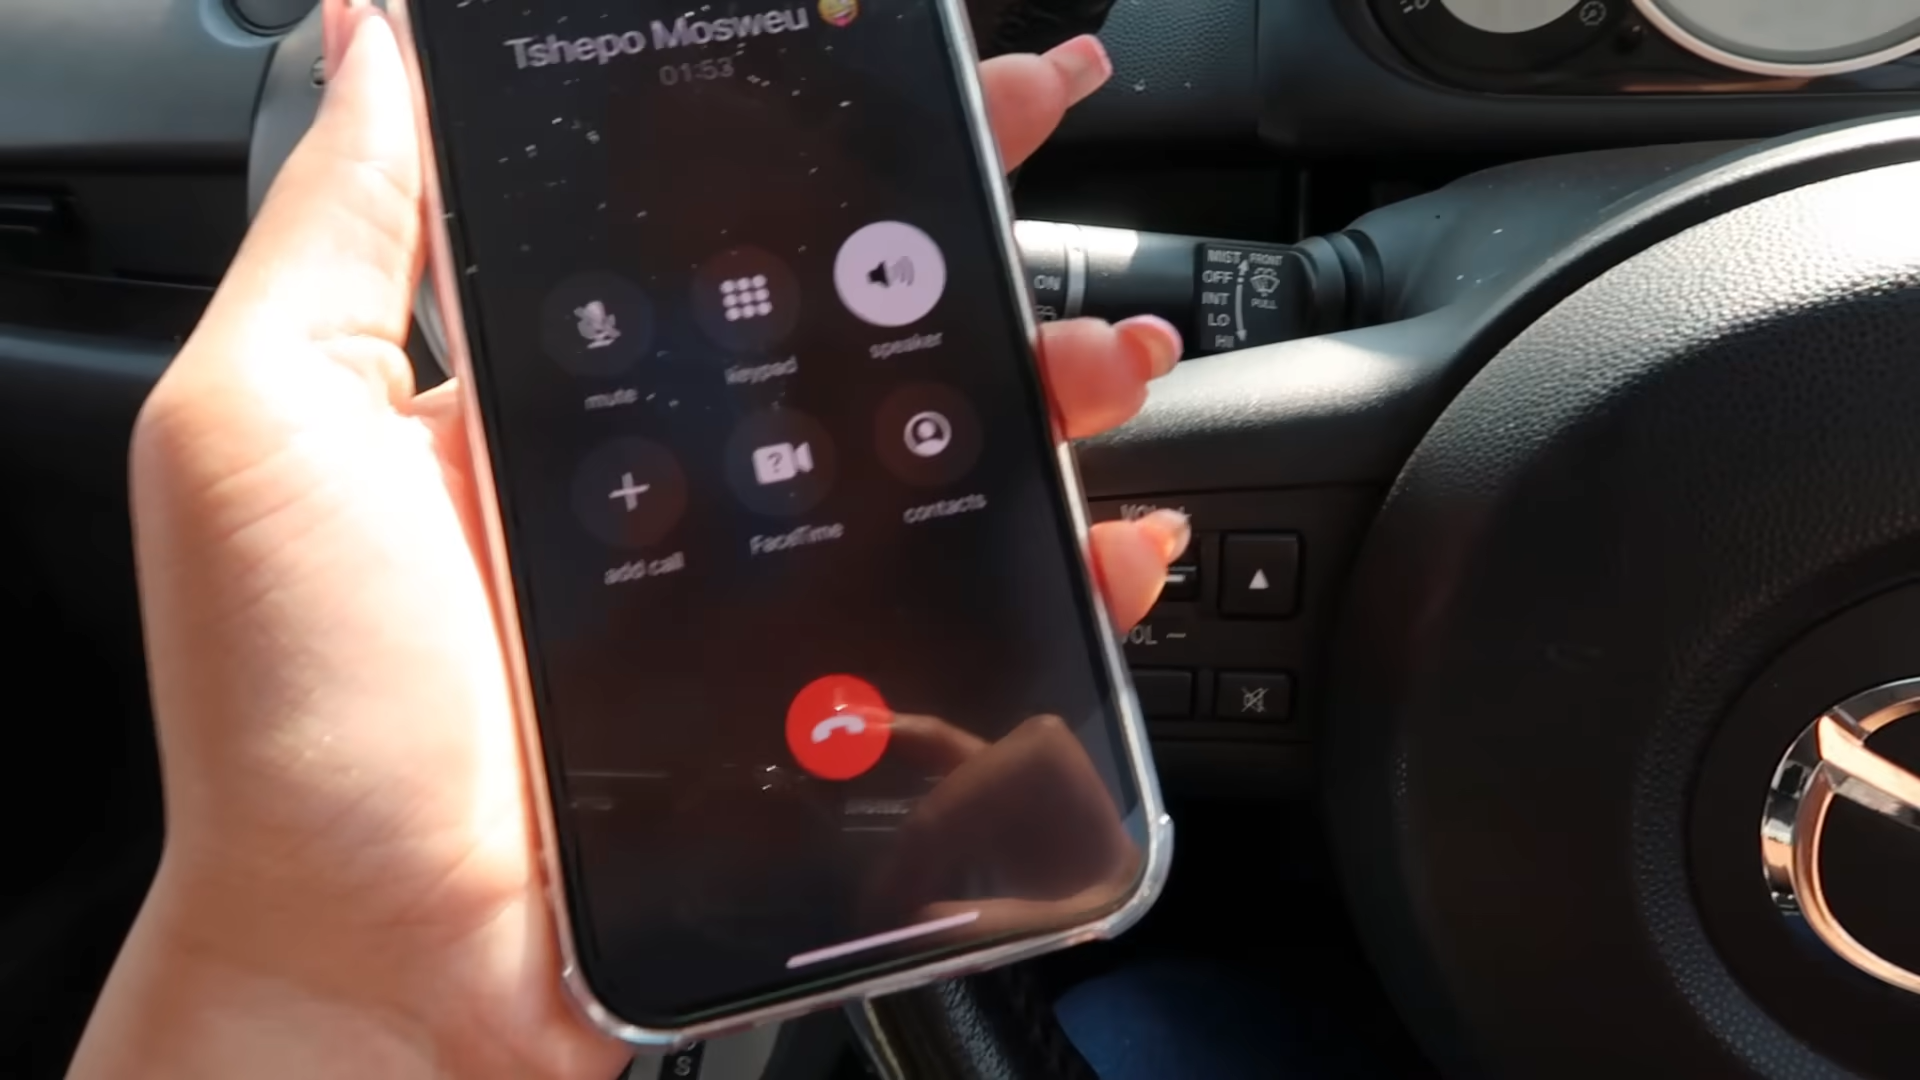 Tshepo Mosweu 😝
01:53
mute
keypad
speaker
add call
FaceTime
contacts
ON
MIST
FRONT
OFF
INT
PULL
LO
HI
VOL +
VOL -
S